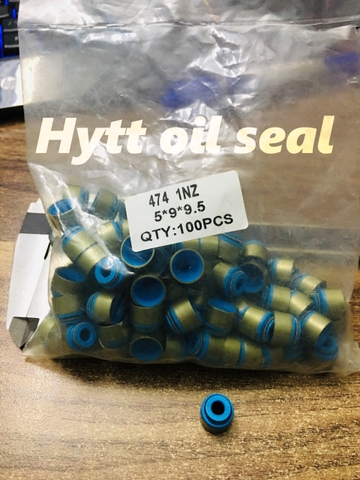 Hytt oil seal
474 1NZ
5*9*9.5
QTY:100PCS